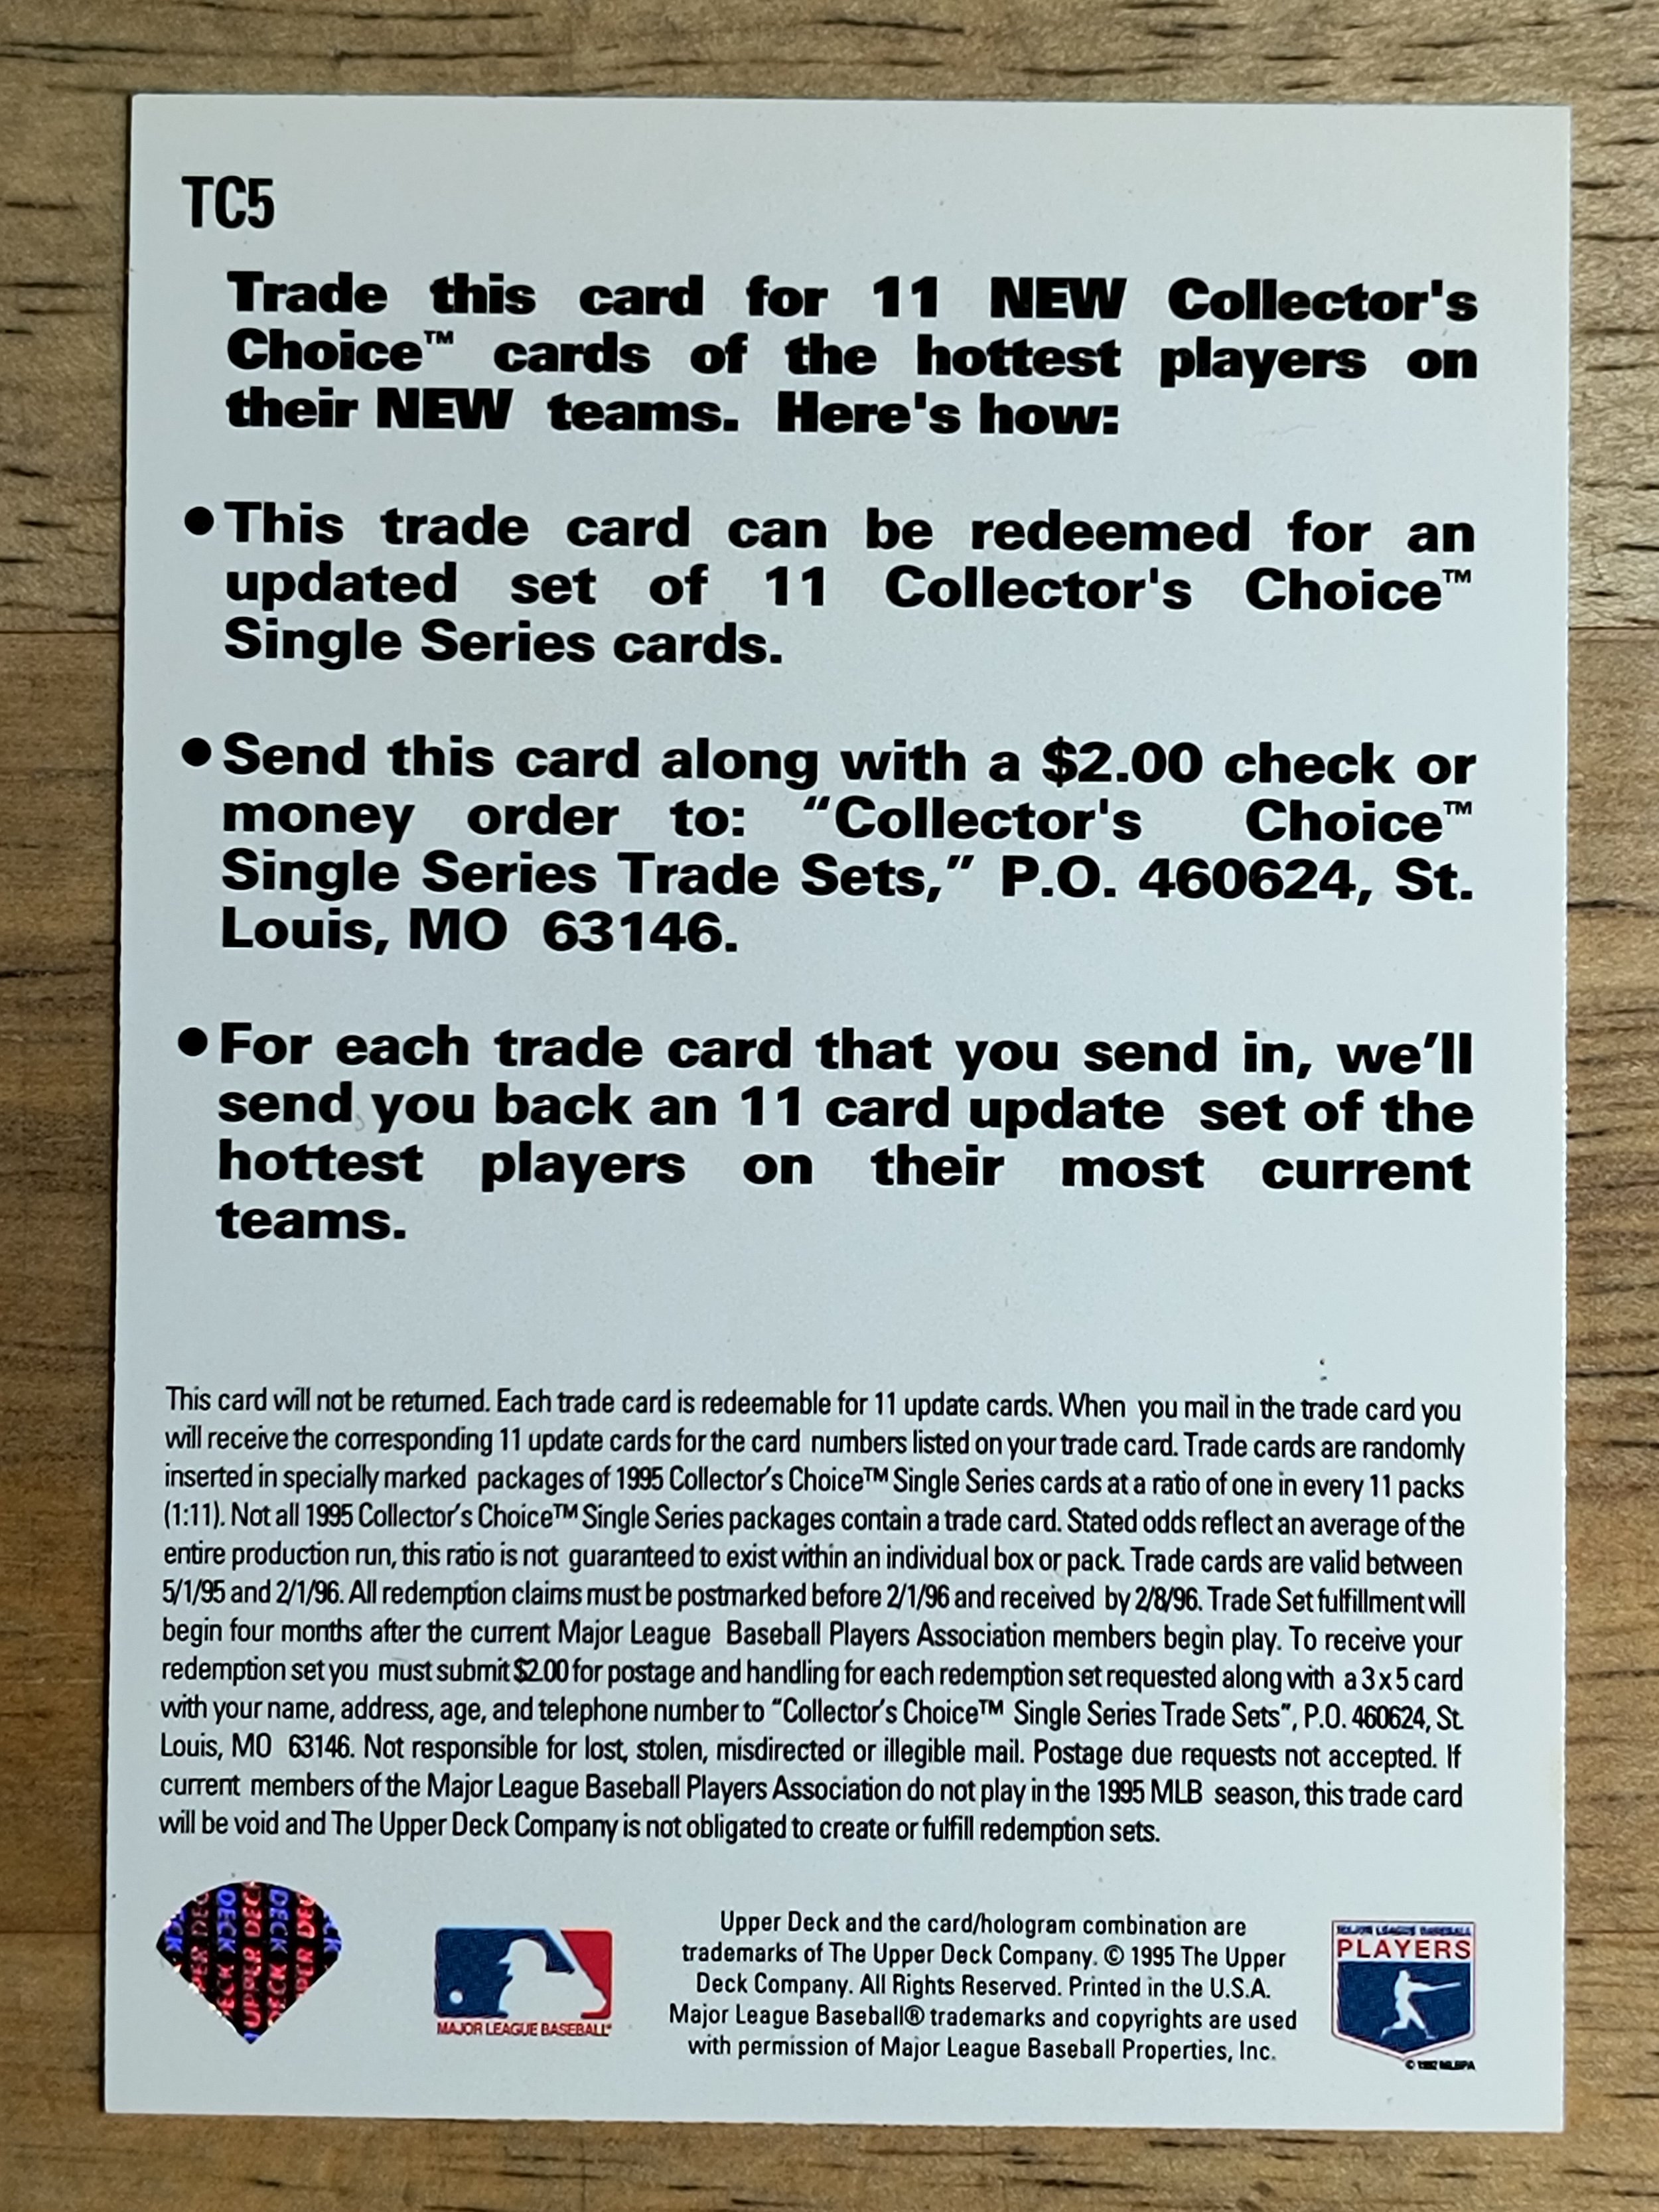 TC5
Trade this card for 11 NEW Collector's
Choice™ cards of the hottest players on
their NEW teams. Here's how:
●This trade card can be redeemed for an
updated set of 11 Collector's Choice™
Single Series cards.
●Send this card along with a $2.00 check or
money order to: “Collector's Choice™
Single Series Trade Sets,” P.O. 460624, St.
Louis, MO 63146.
●For each trade card that you send in, we’ll
send you back an 11 card update set of the
hottest players on their most current
teams.
This card will not be returned. Each trade card is redeemable for 11 update cards. When you mail in the trade card you
will receive the corresponding 11 update cards for the card numbers listed on your trade card. Trade cards are randomly
inserted in specially marked packages of 1995 Collector’s Choice™ Single Series cards at a ratio of one in every 11 packs
(1:11). Not all 1995 Collector’s Choice™ Single Series packages contain a trade card. Stated odds reflect an average of the
entire production run, this ratio is not guaranteed to exist within an individual box or pack. Trade cards are valid between
5/1/95 and 2/1/96. All redemption claims must be postmarked before 2/1/96 and received by 2/8/96. Trade Set fulfillment will
begin four months after the current Major League Baseball Players Association members begin play. To receive your
redemption set you must submit $2.00 for postage and handling for each redemption set requested along with a 3 x 5 card
with your name, address, age, and telephone number to “Collector’s Choice™ Single Series Trade Sets”, P.O. 460624, St.
Louis, MO 63146. Not responsible for lost, stolen, misdirected or illegible mail. Postage due requests not accepted. If
current members of the Major League Baseball Players Association do not play in the 1995 MLB season, this trade card
will be void and The Upper Deck Company is not obligated to create or fulfill redemption sets.
UPPER DECK
MAJOR LEAGUE BASEBALL
Upper Deck and the card/hologram combination are
trademarks of The Upper Deck Company. © 1995 The Upper
Deck Company. All Rights Reserved. Printed in the U.S.A.
Major League Baseball® trademarks and copyrights are used
with permission of Major League Baseball Properties, Inc.
MAJOR LEAGUE BASEBALL
PLAYERS
© 1992 MLBPA